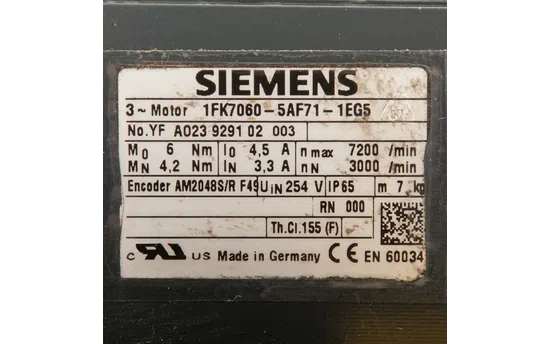 SIEMENS
3~ Motor 1FK7060-5AF71-1EG5
No.YF A023 9291 02 003
M0 6 Nm I0 4,5 A n max 7200 /min
MN 4,2 Nm IN 3,3 A nN 3000 /min
Encoder AM2048S/R F49 UIN 254 V IP65 m 7 kg
RN 000
Th.Cl.155 (F)
c RU US Made in Germany CE EN 60034